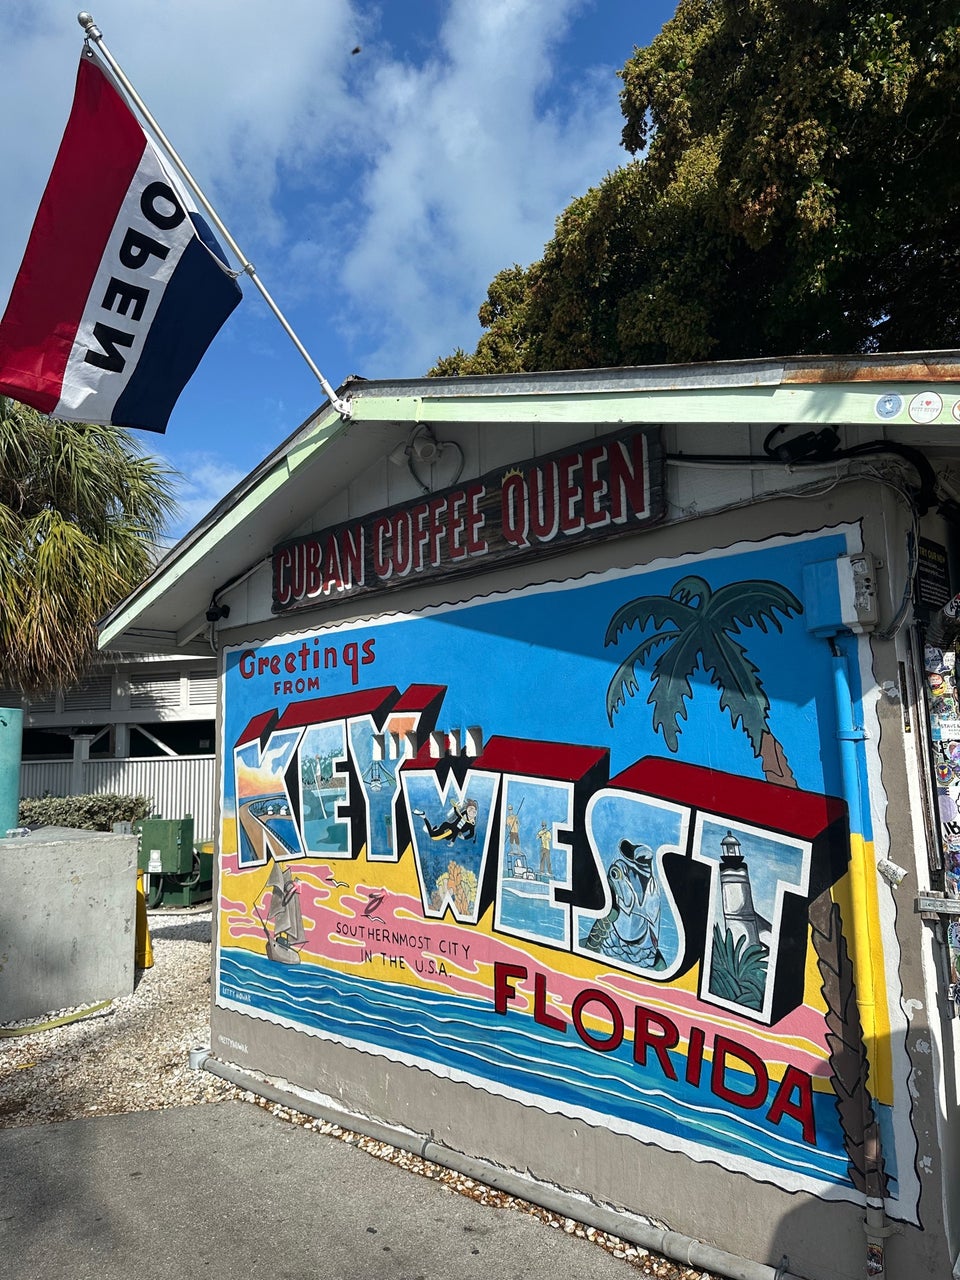 OPEN
CUBAN COFFEE QUEEN
Greetings
FROM
KEY WEST
SOUTHERNMOST CITY
IN THE U.S.A.
FLORIDA